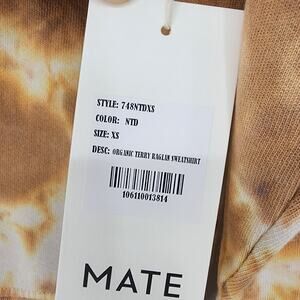 STYLE: 748NTDXS
COLOR: NTD
SIZE: XS
DESC: ORGANIC TERRY RAGLAN SWEATSHIRT
106110013814
MATE